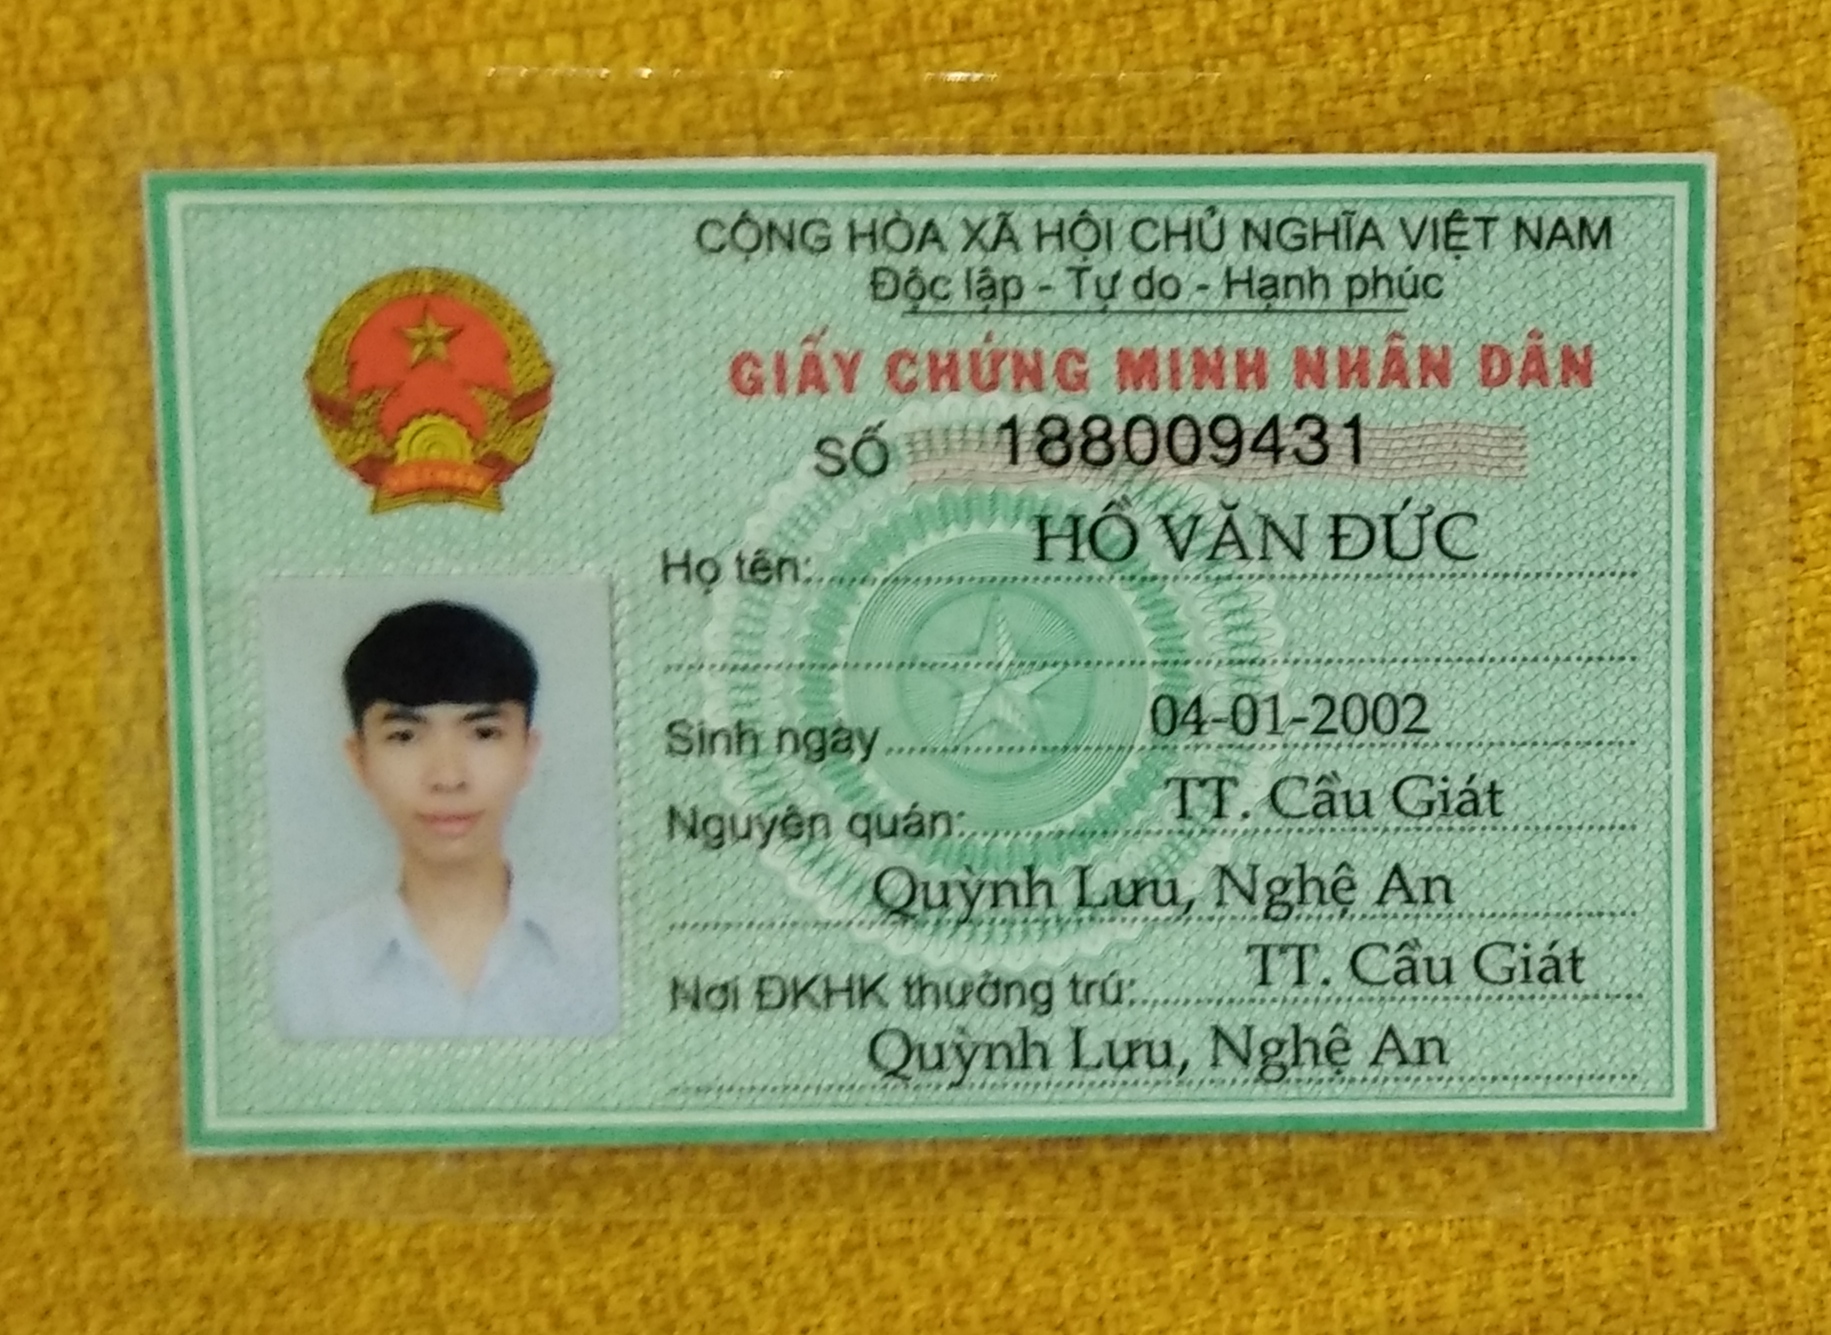 CỘNG HÒA XÃ HỘI CHỦ NGHĨA VIỆT NAM
Độc lập - Tự do - Hạnh phúc
GIẤY CHỨNG MINH NHÂN DÂN
SỐ 188009431
Họ tên: HỒ VĂN ĐỨC
Sinh ngày 04-01-2002
Nguyên quán: TT. Cầu Giát
Quỳnh Lưu, Nghệ An
Nơi ĐKHK thường trú: TT. Cầu Giát
Quỳnh Lưu, Nghệ An